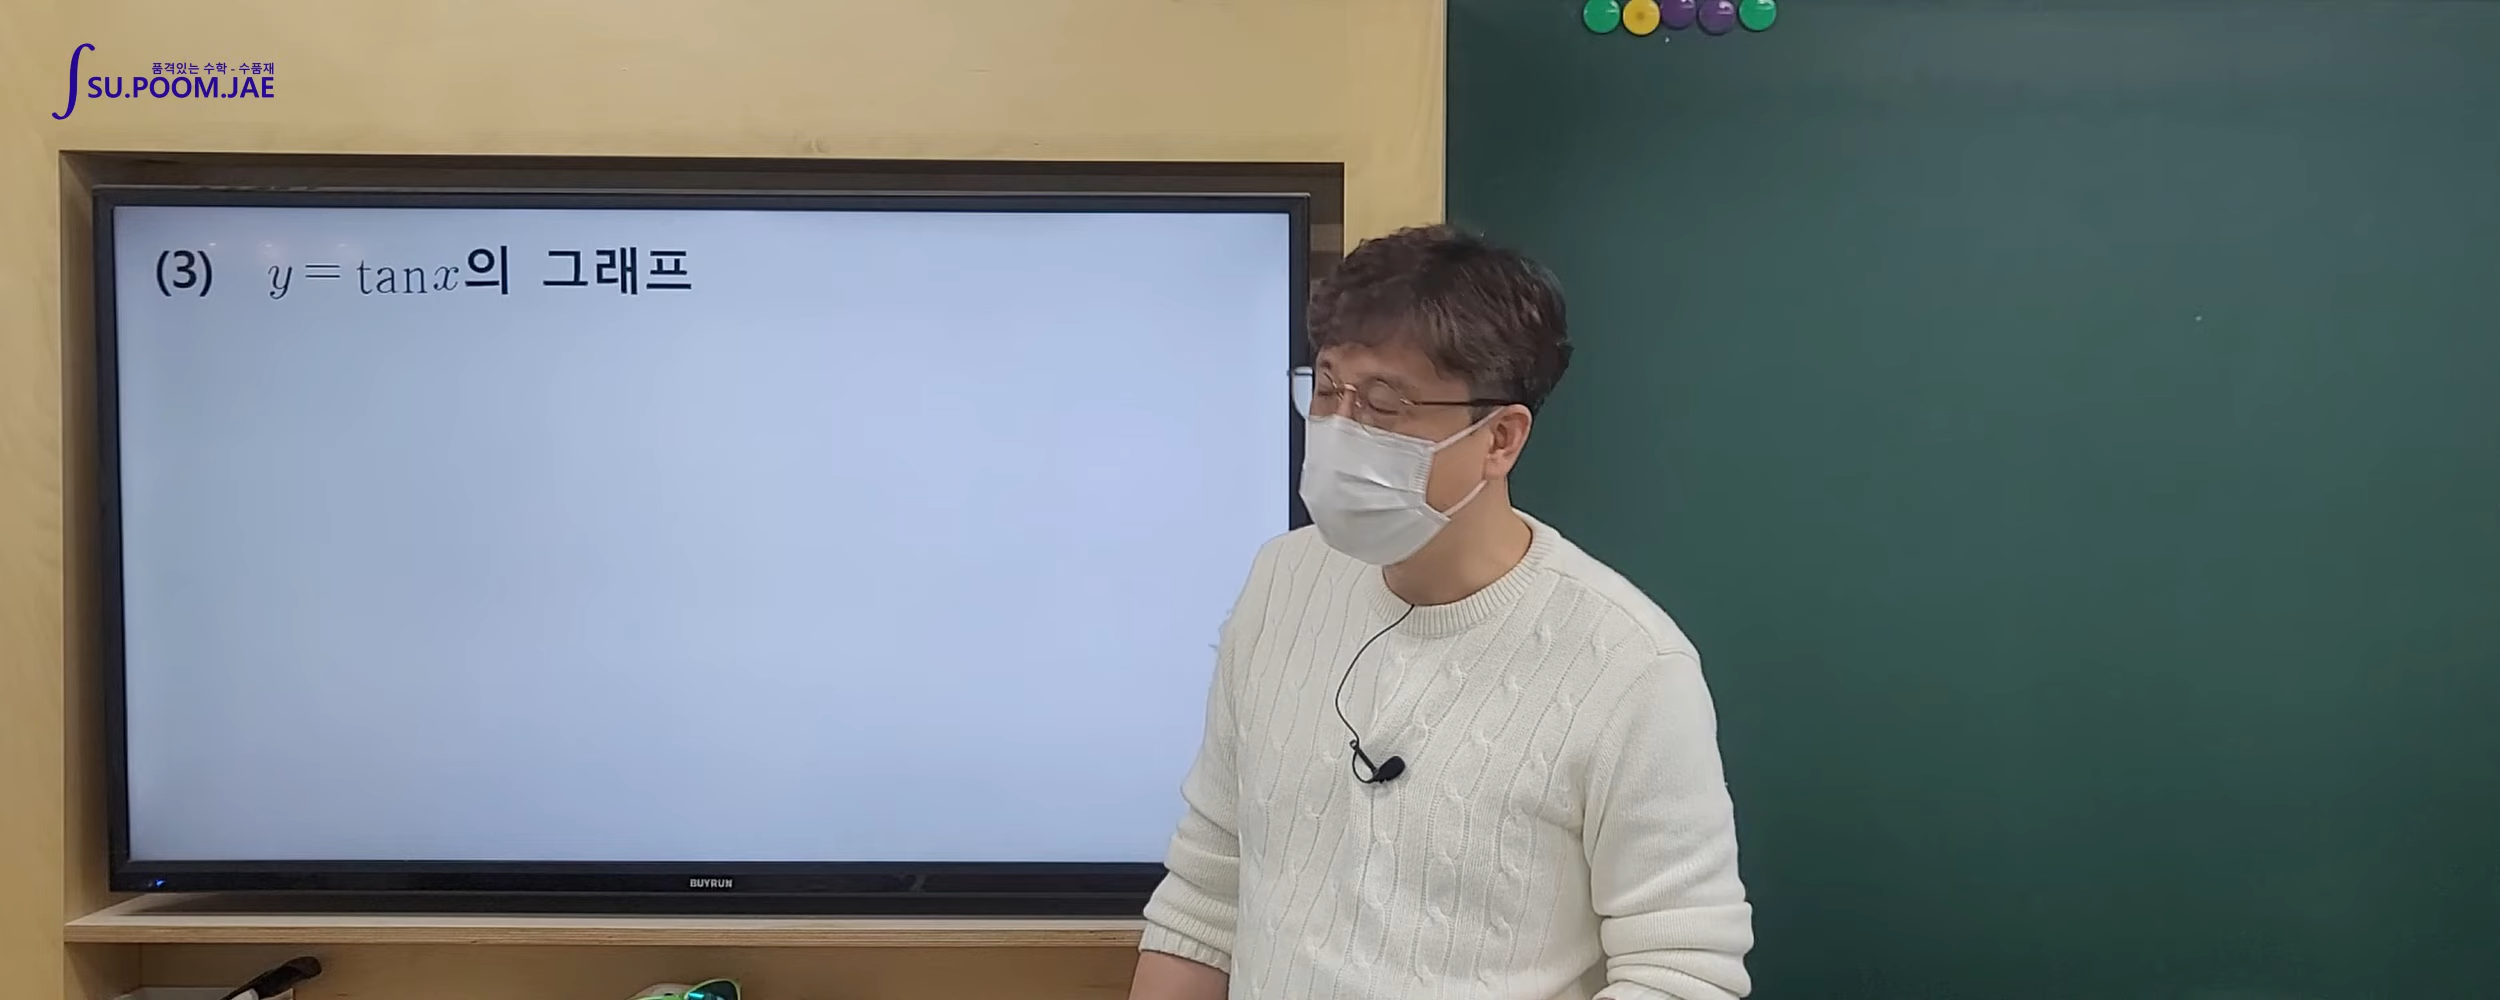 품격있는 수학 - 수품재
SU.POOM.JAE
(3) y = tanx의 그래프
BUYRUN